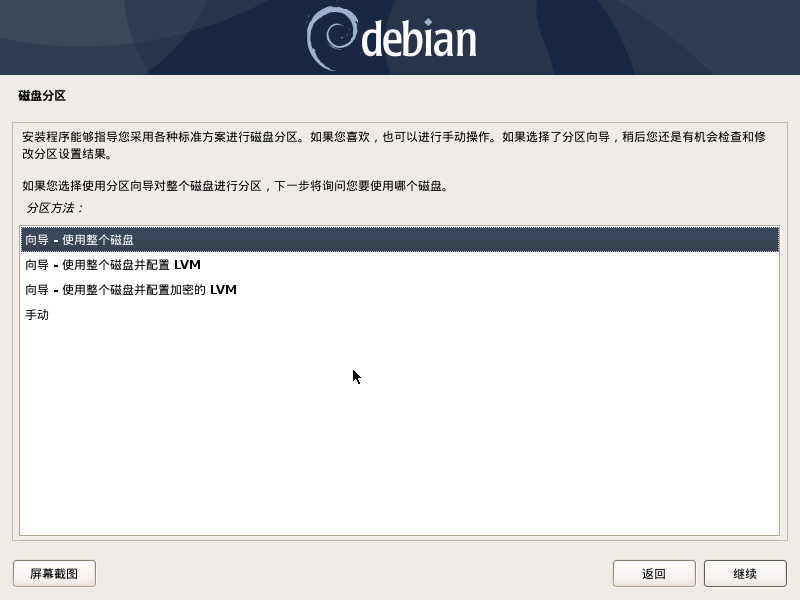 debian
磁盘分区
安装程序能够指导您采用各种标准方案进行磁盘分区。如果您喜欢，也可以进行手动操作。如果选择了分区向导，稍后您还是有机会检查和修
改分区设置结果。
如果您选择使用分区向导对整个磁盘进行分区，下一步将询问您要使用哪个磁盘。
分区方法：
向导 - 使用整个磁盘
向导 - 使用整个磁盘并配置 LVM
向导 - 使用整个磁盘并配置加密的 LVM
手动
屏幕截图
返回
继续